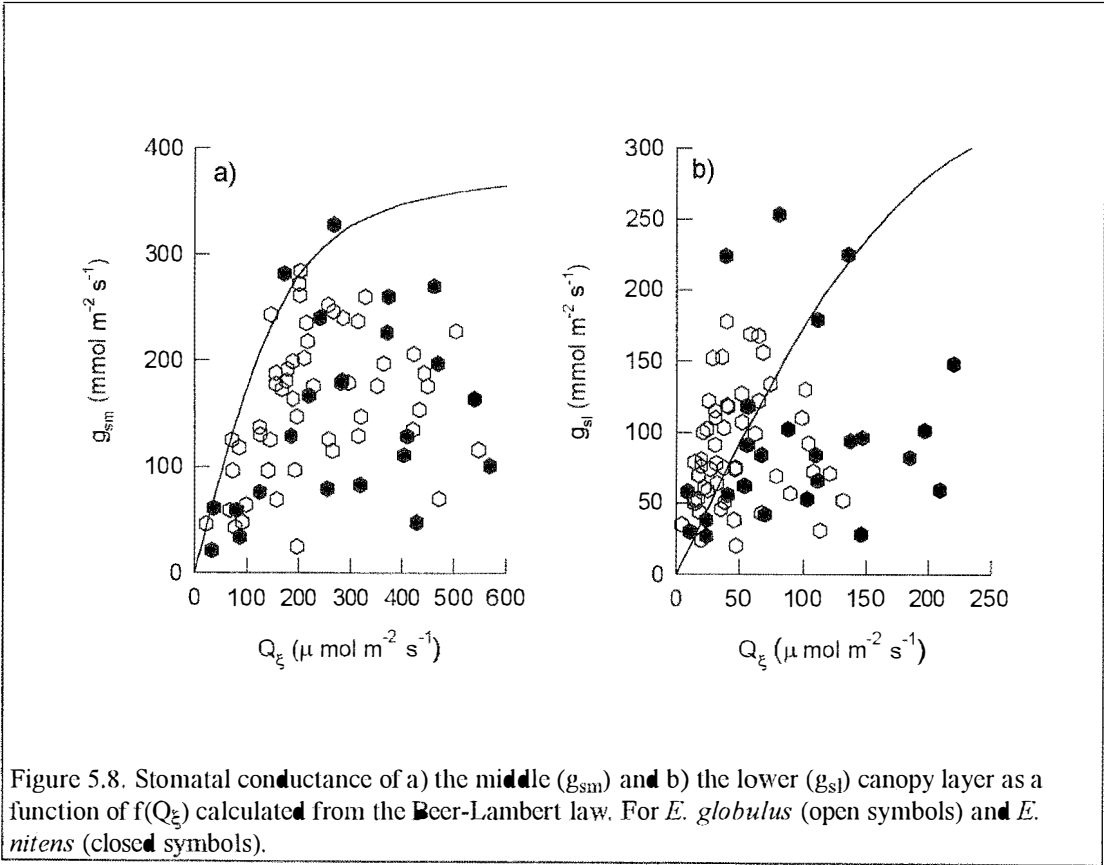 400
a)
300
200
100
0
g_sm (mmol m⁻² s⁻¹)
0 100 200 300 400 500 600
Q_ξ (μ mol m⁻² s⁻¹)
300
b)
250
200
150
100
50
0
g_sl (mmol m⁻² s⁻¹)
0 50 100 150 200 250
Q_ξ (μ mol m⁻² s⁻¹)
Figure 5.8. Stomatal conductance of a) the middle (g_sm) and b) the lower (g_sl) canopy layer as a
function of f(Q_ξ) calculated from the Beer-Lambert law. For E. globulus (open symbols) and E.
nitens (closed symbols).